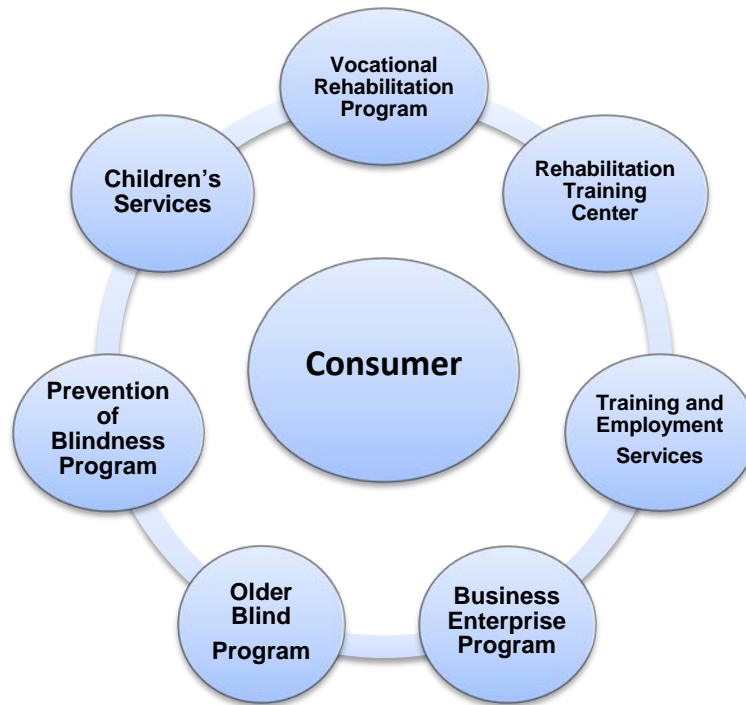 Vocational
Rehabilitation
Program
Rehabilitation
Training
Center
Training and
Employment
Services
Business
Enterprise
Program
Older
Blind
Program
Prevention
of
Blindness
Program
Children’s
Services
Consumer